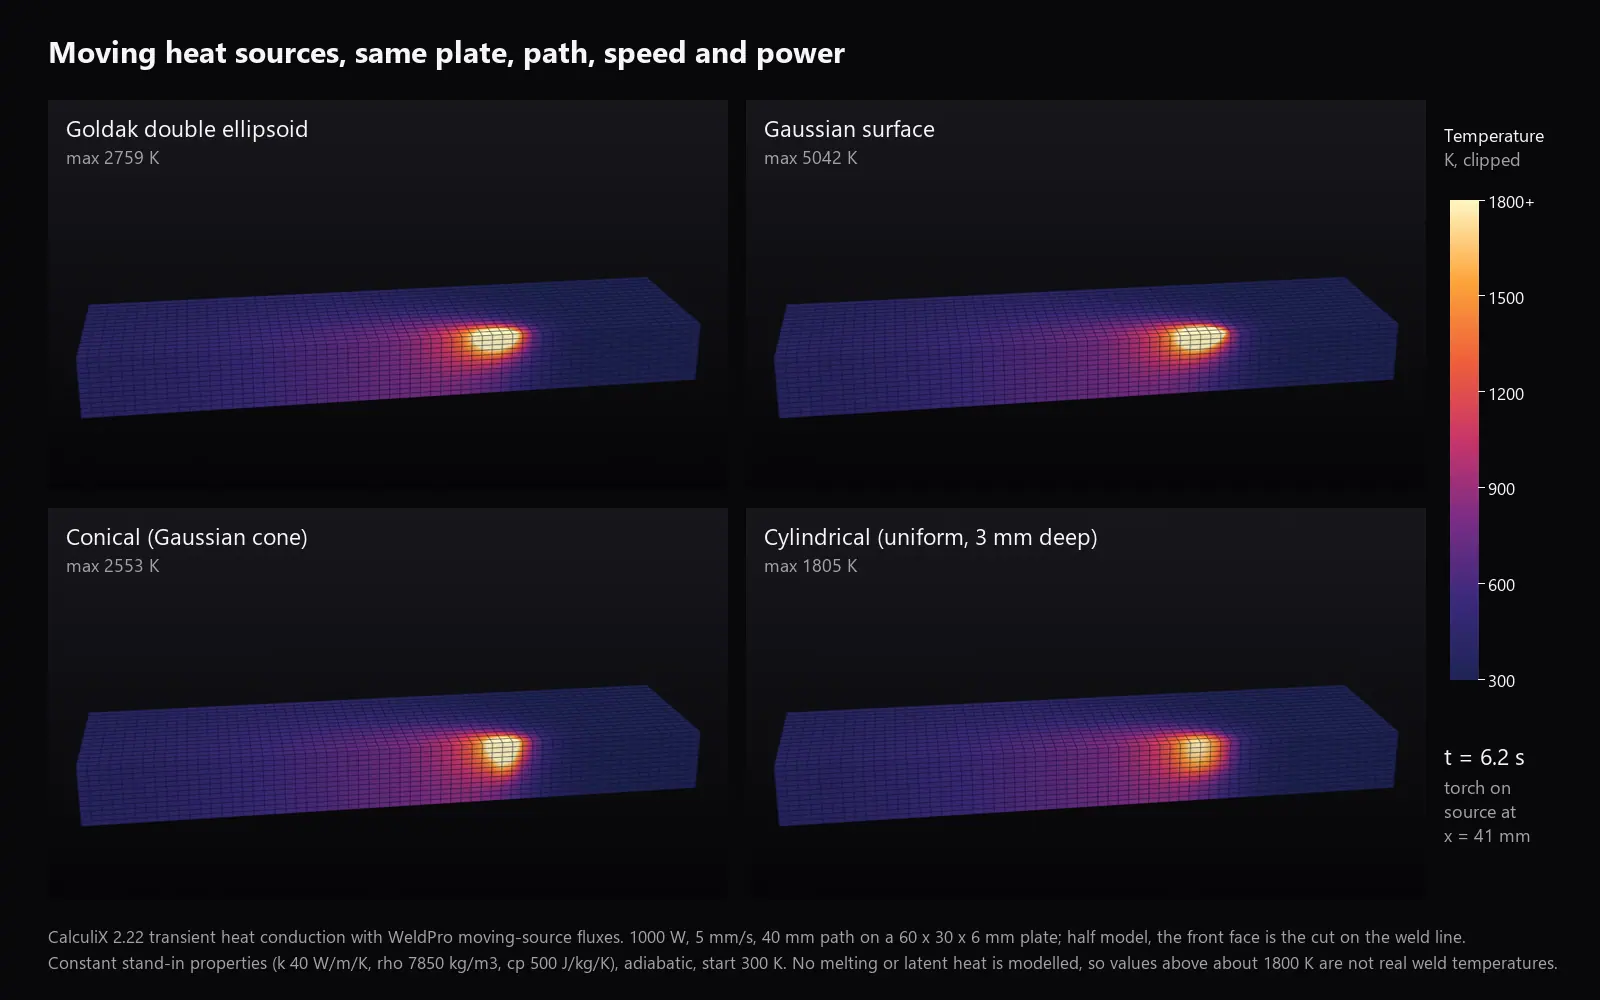 Moving heat sources, same plate, path, speed and power
Goldak double ellipsoid
max 2759 K
Gaussian surface
max 5042 K
Temperature
K, clipped
1800+
1500
1200
900
600
300
Conical (Gaussian cone)
max 2553 K
Cylindrical (uniform, 3 mm deep)
max 1805 K
t = 6.2 s
torch on
source at
x = 41 mm
CalculiX 2.22 transient heat conduction with WeldPro moving-source fluxes. 1000 W, 5 mm/s, 40 mm path on a 60 x 30 x 6 mm plate; half model, the front face is the cut on the weld line.
Constant stand-in properties (k 40 W/m/K, rho 7850 kg/m3, cp 500 J/kg/K), adiabatic, start 300 K. No melting or latent heat is modelled, so values above about 1800 K are not real weld temperatures.